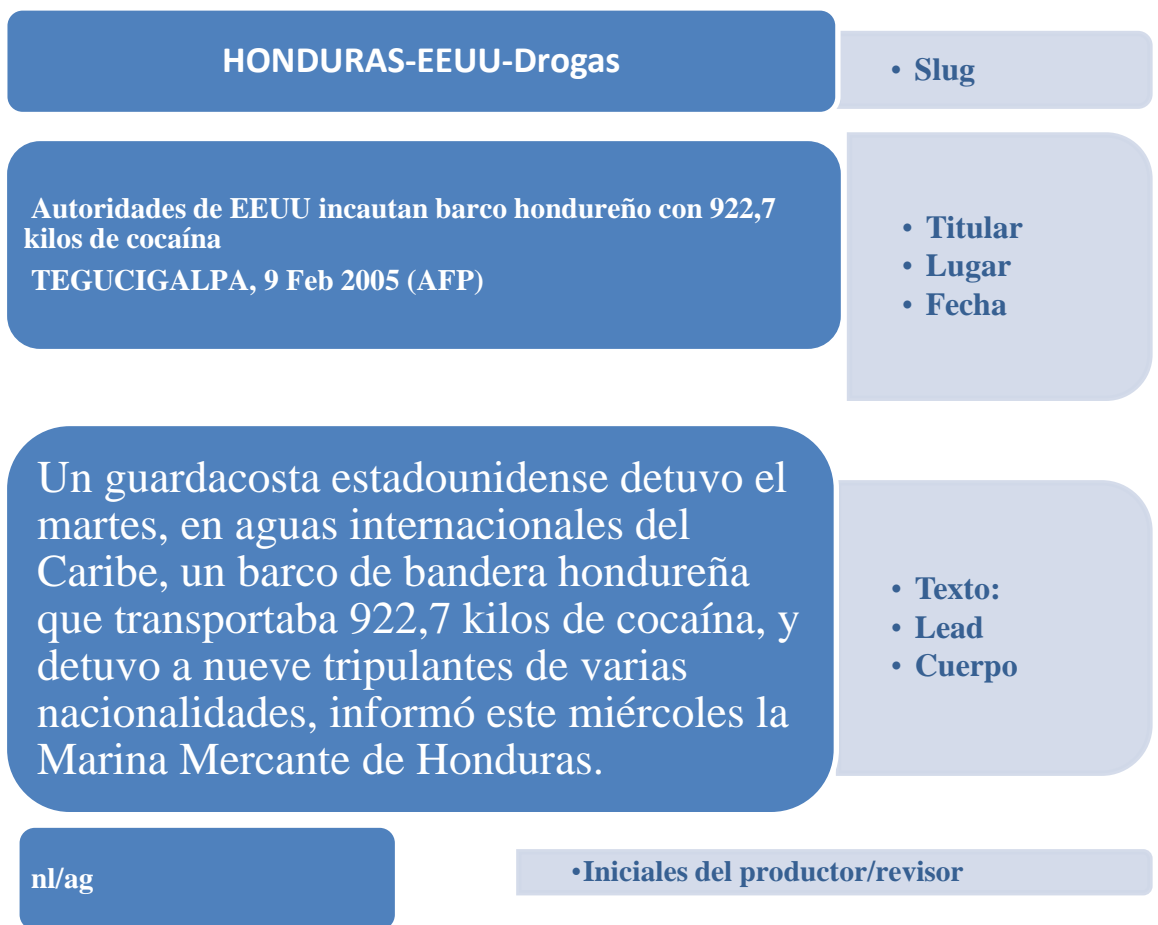 HONDURAS-EEUU-Drogas
• Slug
Autoridades de EEUU incautan barco hondureño con 922,7
kilos de cocaína
TEGUCIGALPA, 9 Feb 2005 (AFP)
• Titular
• Lugar
• Fecha
Un guardacosta estadounidense detuvo el
martes, en aguas internacionales del
Caribe, un barco de bandera hondureña
que transportaba 922,7 kilos de cocaína, y
detuvo a nueve tripulantes de varias
nacionalidades, informó este miércoles la
Marina Mercante de Honduras.
• Texto:
• Lead
• Cuerpo
nl/ag
•Iniciales del productor/revisor